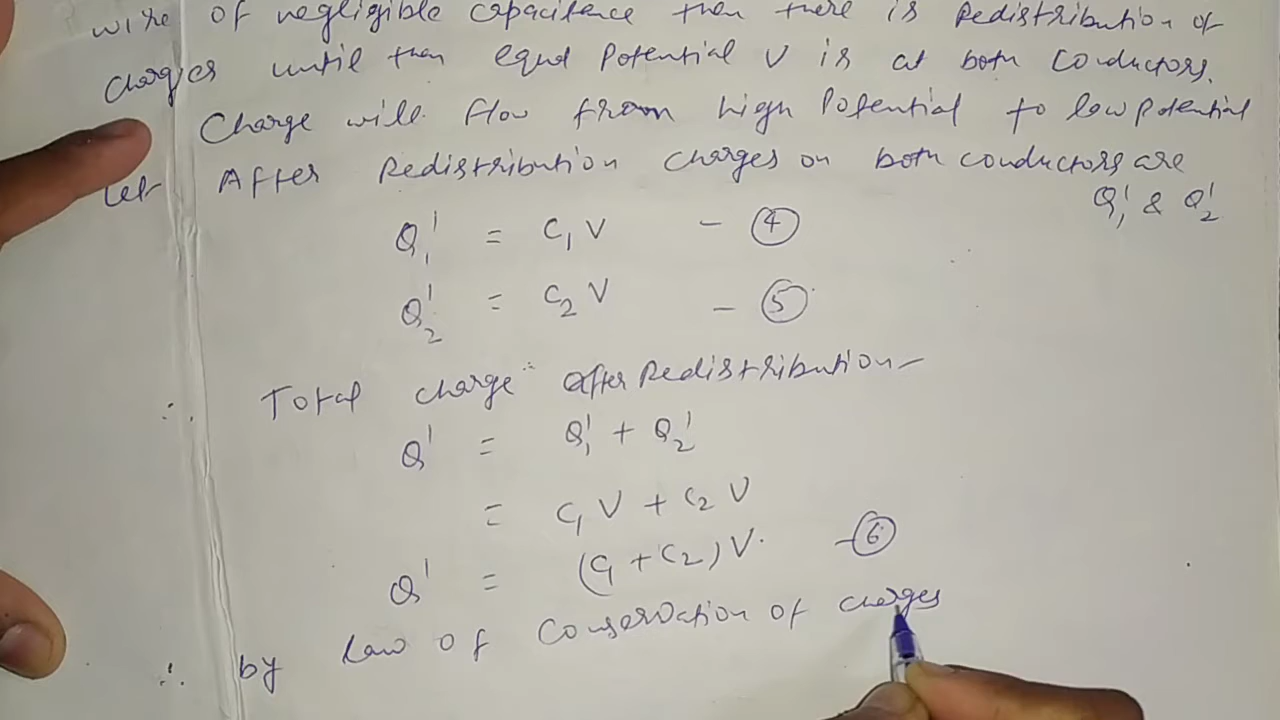 wire of negligible capacitance then there is Redistribution of
charges until then equal Potential V is at both Conductors.
Charge will flow from high Potential to low potential
Let After Redistribution charges on both conductors are
Q₁' & Q₂'
Q₁' = C₁ V - ④
Q₂' = C₂ V - ⑤
∴ Total charge after Redistribution -
Q' = Q₁' + Q₂'
= C₁ V + C₂ V
Q' = (C₁ + C₂) V. - ⑥
∴ by Law of Conservation of charges